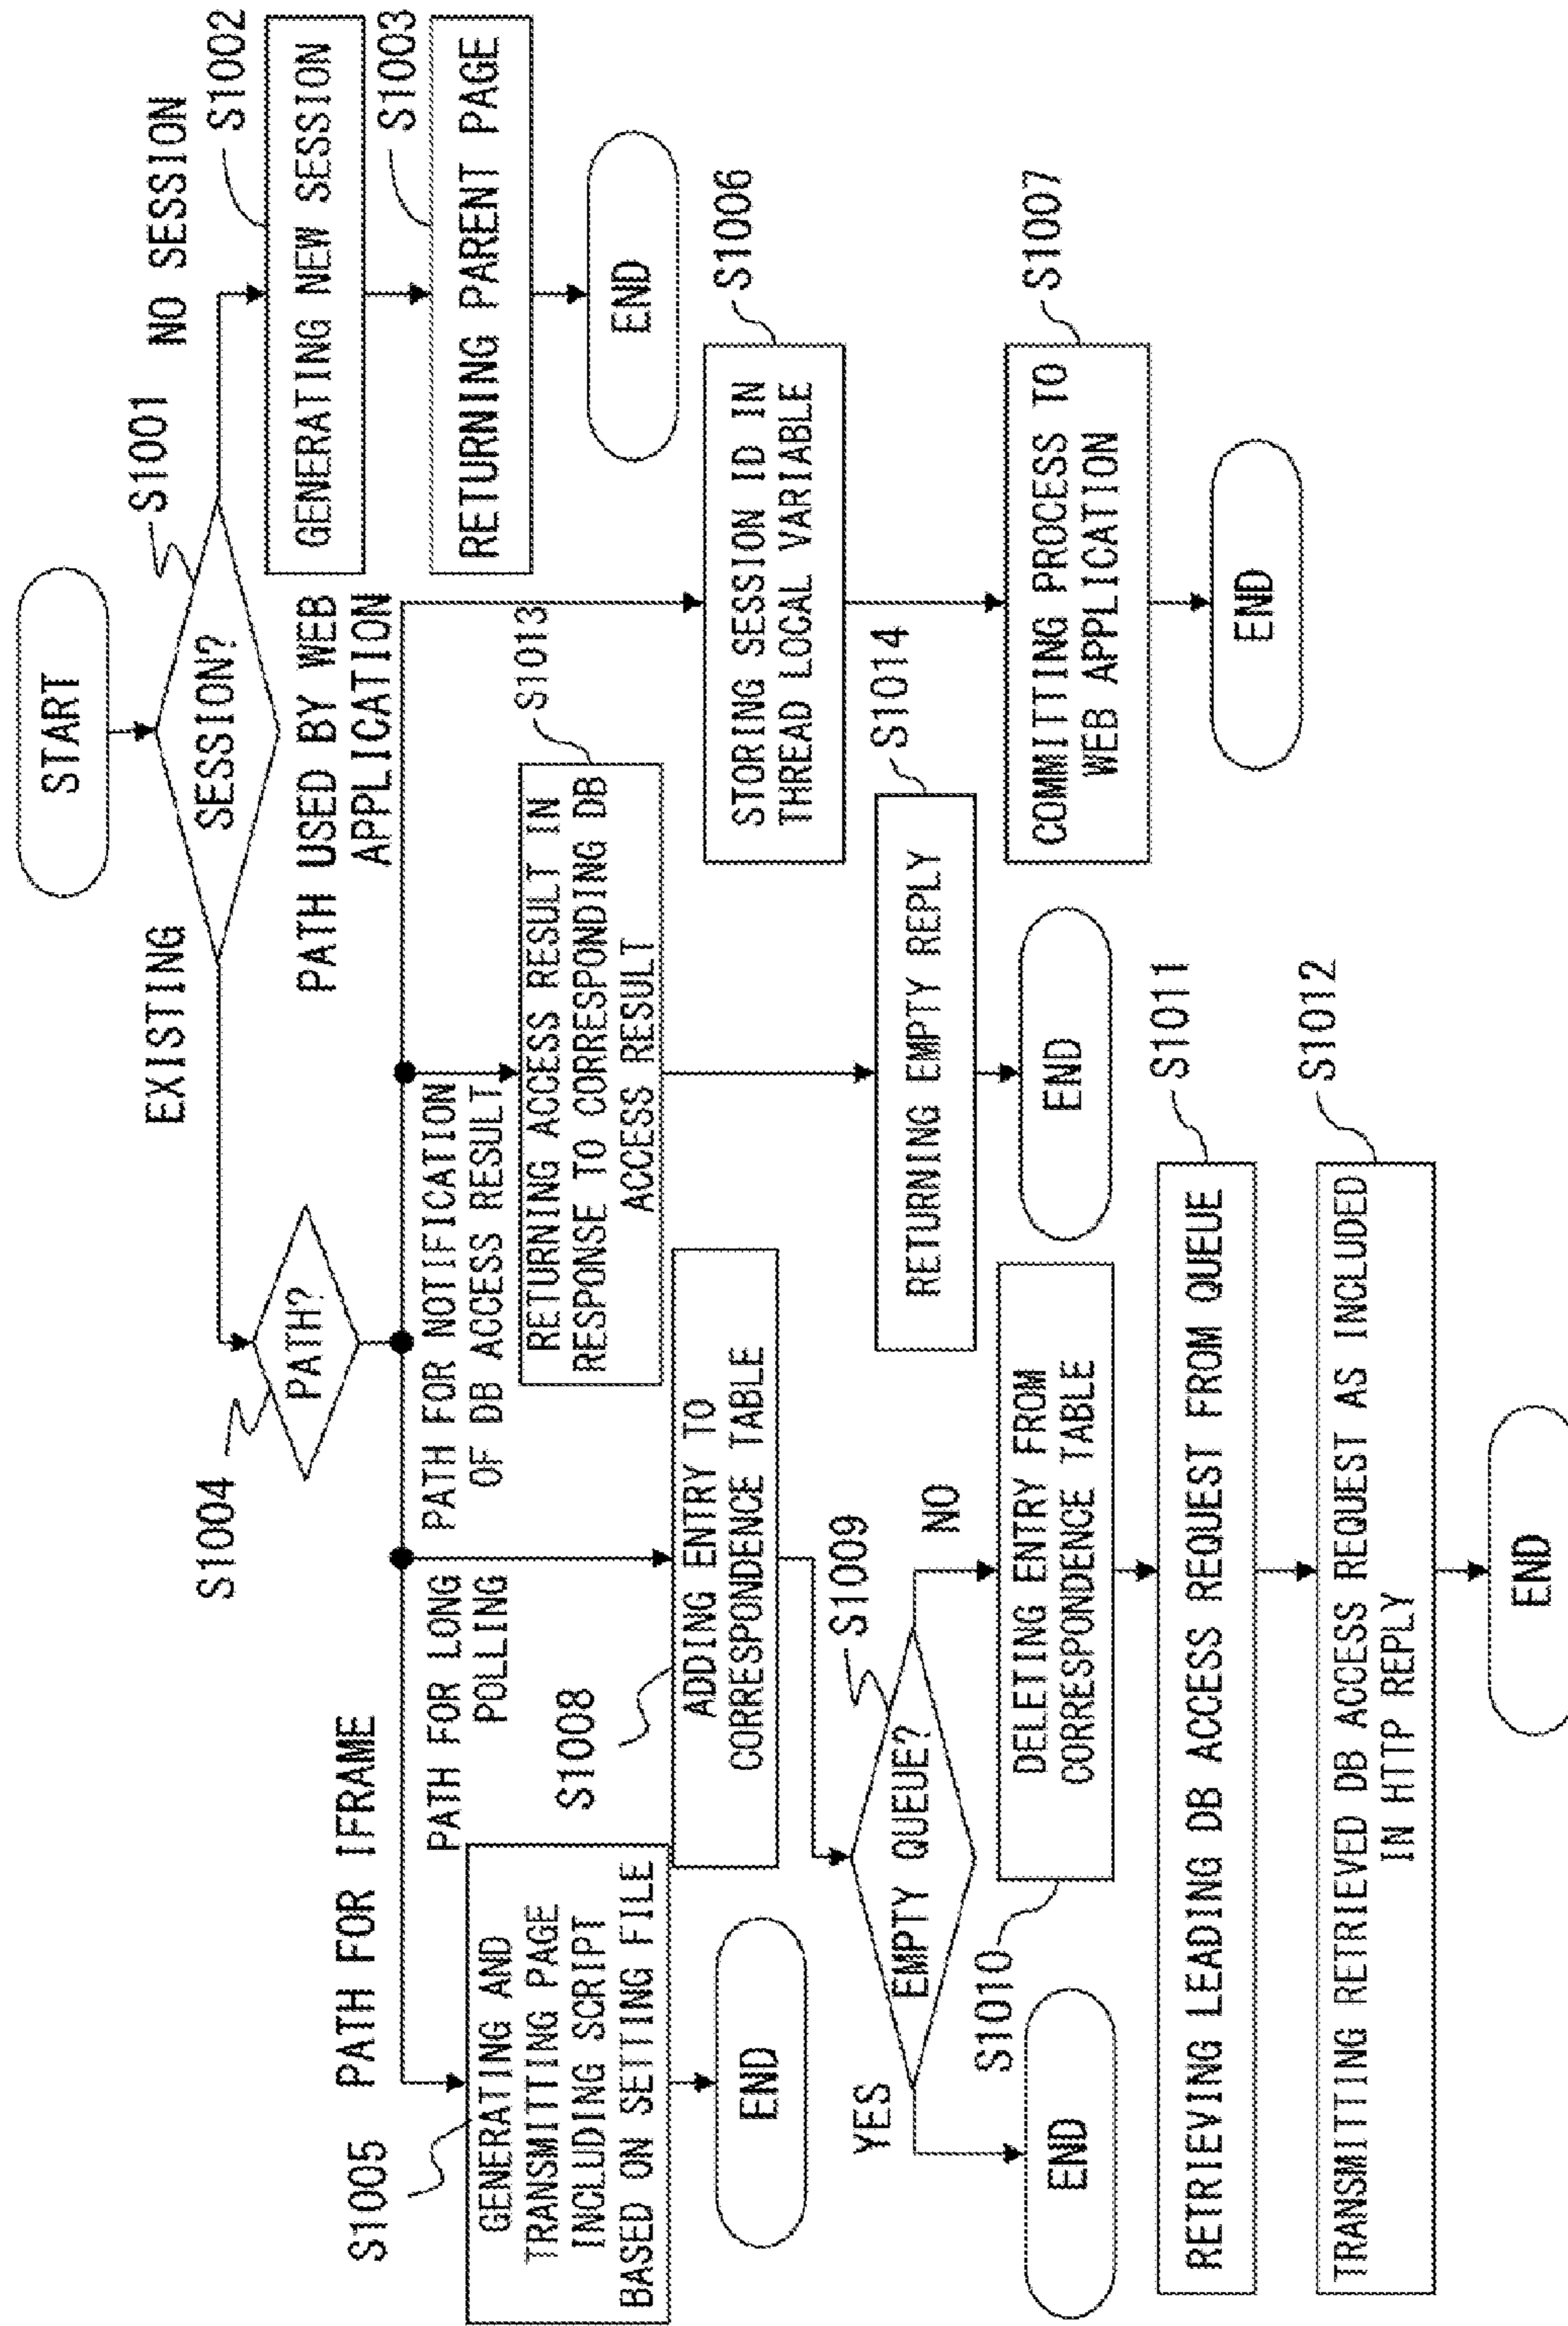 START
S1001
SESSION?
NO SESSION
EXISTING
S1002
GENERATING NEW SESSION
S1003
RETURNING PARENT PAGE
END
S1004
PATH?
PATH USED BY WEB
APPLICATION
S1006
STORING SESSION ID IN
THREAD LOCAL VARIABLE
S1007
COMMITTING PROCESS TO
WEB APPLICATION
END
PATH FOR NOTIFICATION
OF DB ACCESS RESULT
S1013
RETURNING ACCESS RESULT IN
RESPONSE TO CORRESPONDING DB
ACCESS RESULT
S1014
RETURNING EMPTY REPLY
END
PATH FOR LONG
POLLING
S1008
ADDING ENTRY TO
CORRESPONDENCE TABLE
S1009
EMPTY QUEUE?
YES
NO
END
S1010
DELETING ENTRY FROM
CORRESPONDENCE TABLE
S1011
RETRIEVING LEADING DB ACCESS REQUEST FROM QUEUE
S1012
TRANSMITTING RETRIEVED DB ACCESS REQUEST AS INCLUDED
IN HTTP REPLY
END
PATH FOR IFRAME
S1005
GENERATING AND
TRANSMITTING PAGE
INCLUDING SCRIPT
BASED ON SETTING FILE
END